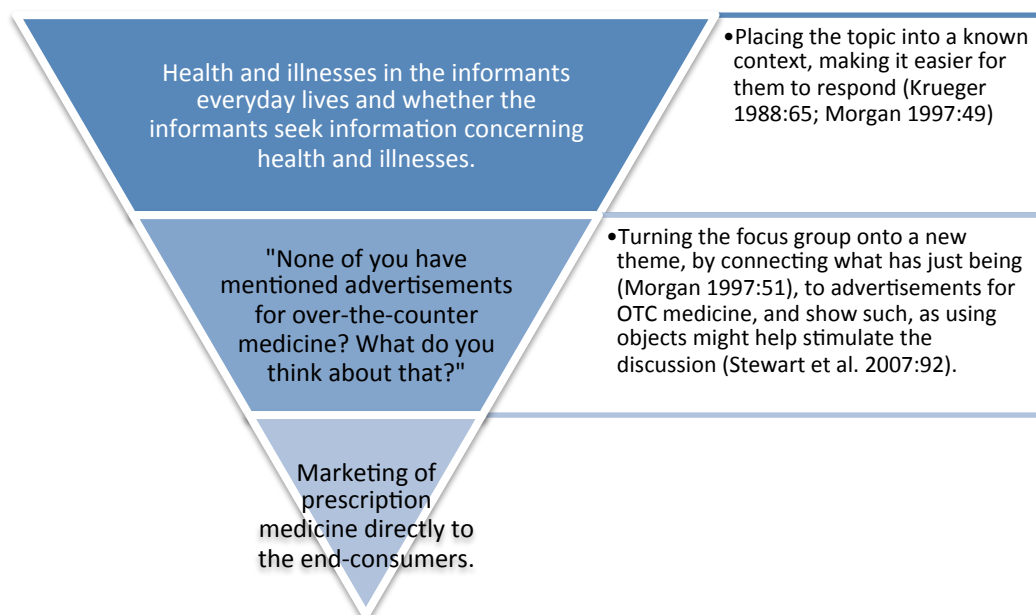 Health and illnesses in the informants
everyday lives and whether the
informants seek information concerning
health and illnesses.
•Placing the topic into a known
context, making it easier for
them to respond (Krueger
1988:65; Morgan 1997:49)
"None of you have
mentioned advertisements
for over-the-counter
medicine? What do you
think about that?"
•Turning the focus group onto a new
theme, by connecting what has just being
(Morgan 1997:51), to advertisements for
OTC medicine, and show such, as using
objects might help stimulate the
discussion (Stewart et al. 2007:92).
Marketing of
prescription
medicine directly to
the end-consumers.